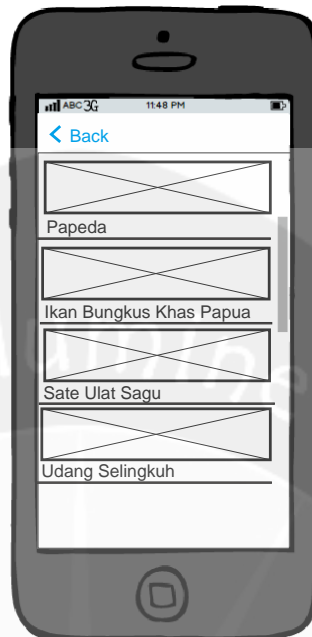 ABC 3G 11:48 PM
Back
Papeda
Ikan Bungkus Khas Papua
Sate Ulat Sagu
Udang Selingkuh